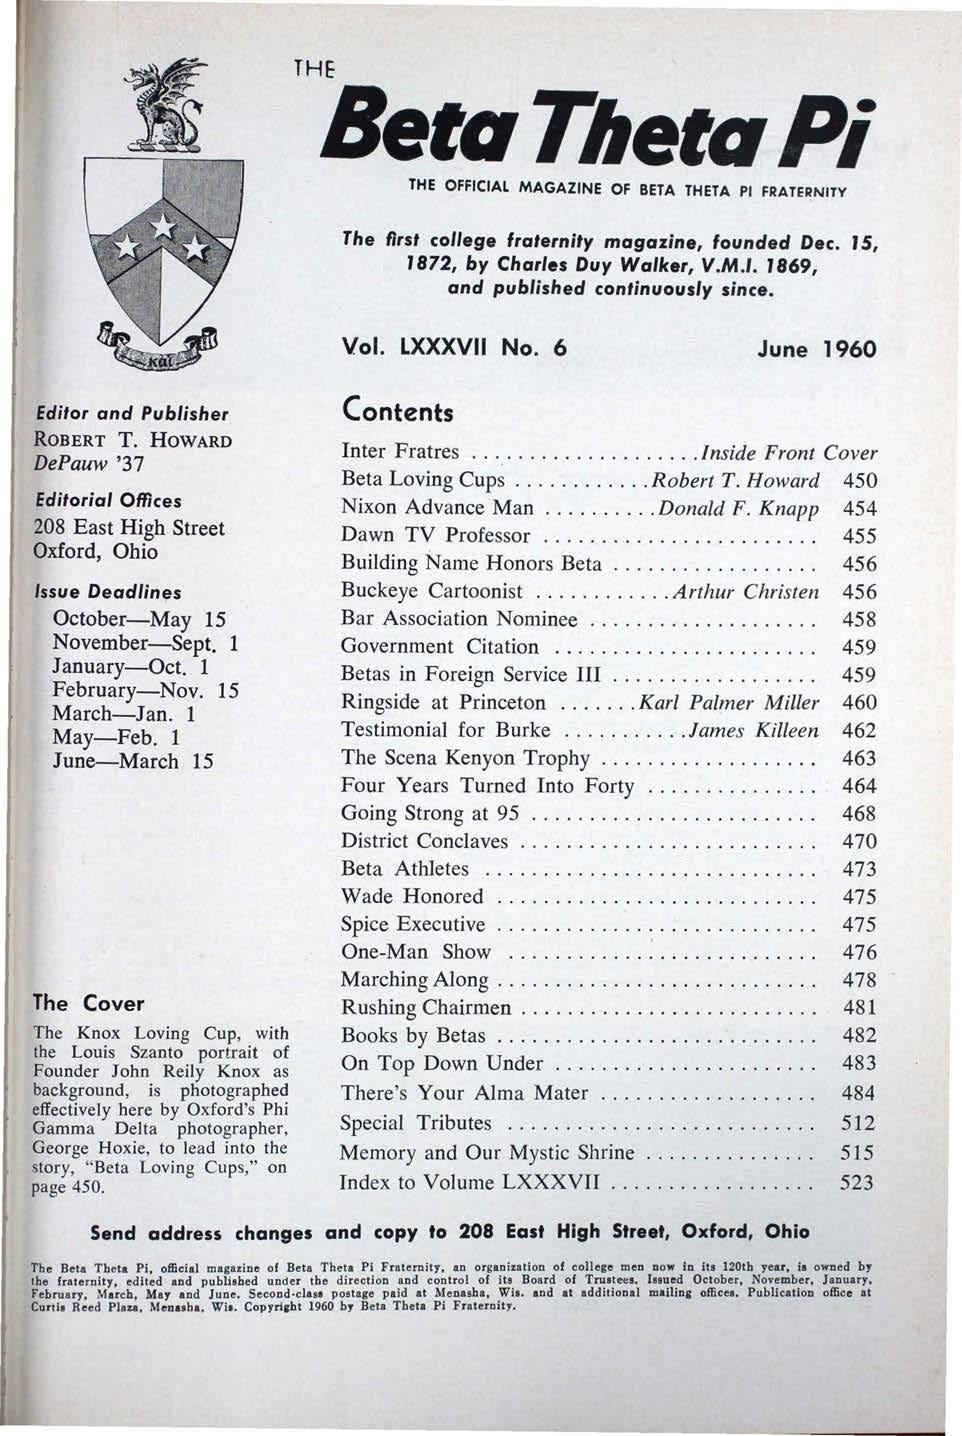 THE
Beta Theta Pi
THE OFFICIAL MAGAZINE OF BETA THETA PI FRATERNITY
The first college fraternity magazine, founded Dec. 15,
1872, by Charles Duy Walker, V.M.I. 1869,
and published continuously since.
Vol. LXXXVII No. 6 June 1960
Kαι
Editor and Publisher
ROBERT T. HOWARD
DePauw '37
Editorial Offices
208 East High Street
Oxford, Ohio
Issue Deadlines
October—May 15
November—Sept. 1
January—Oct. 1
February—Nov. 15
March—Jan. 1
May—Feb. 1
June—March 15
The Cover
The Knox Loving Cup, with
the Louis Szanto portrait of
Founder John Reily Knox as
background, is photographed
effectively here by Oxford's Phi
Gamma Delta photographer,
George Hoxie, to lead into the
story, "Beta Loving Cups," on
page 450.
Contents
Inter Fratres . . . . . . . . . . . . . . . . . . . . Inside Front Cover
Beta Loving Cups . . . . . . . . . . . . Robert T. Howard 450
Nixon Advance Man . . . . . . . . . . Donald F. Knapp 454
Dawn TV Professor . . . . . . . . . . . . . . . . . . . . . . . . 455
Building Name Honors Beta . . . . . . . . . . . . . . . . . . 456
Buckeye Cartoonist . . . . . . . . . . . . Arthur Christen 456
Bar Association Nominee . . . . . . . . . . . . . . . . . . . . 458
Government Citation . . . . . . . . . . . . . . . . . . . . . . . 459
Betas in Foreign Service III . . . . . . . . . . . . . . . . . . 459
Ringside at Princeton . . . . . . . Karl Palmer Miller 460
Testimonial for Burke . . . . . . . . . . . James Killeen 462
The Scena Kenyon Trophy . . . . . . . . . . . . . . . . . . . 463
Four Years Turned Into Forty . . . . . . . . . . . . . . . 464
Going Strong at 95 . . . . . . . . . . . . . . . . . . . . . . . . . 468
District Conclaves . . . . . . . . . . . . . . . . . . . . . . . . . . 470
Beta Athletes . . . . . . . . . . . . . . . . . . . . . . . . . . . . . 473
Wade Honored . . . . . . . . . . . . . . . . . . . . . . . . . . . . 475
Spice Executive . . . . . . . . . . . . . . . . . . . . . . . . . . . . 475
One-Man Show . . . . . . . . . . . . . . . . . . . . . . . . . . . 476
Marching Along . . . . . . . . . . . . . . . . . . . . . . . . . . . . 478
Rushing Chairmen . . . . . . . . . . . . . . . . . . . . . . . . . . 481
Books by Betas . . . . . . . . . . . . . . . . . . . . . . . . . . . . 482
On Top Down Under . . . . . . . . . . . . . . . . . . . . . . . 483
There's Your Alma Mater . . . . . . . . . . . . . . . . . . . 484
Special Tributes . . . . . . . . . . . . . . . . . . . . . . . . . . . 512
Memory and Our Mystic Shrine . . . . . . . . . . . . . . . 515
Index to Volume LXXXVII . . . . . . . . . . . . . . . . . . 523
Send address changes and copy to 208 East High Street, Oxford, Ohio
The Beta Theta Pi, official magazine of Beta Theta Pi Fraternity, an organization of college men now in its 120th year, is owned by
the fraternity, edited and published under the direction and control of its Board of Trustees. Issued October, November, January,
February, March, May and June. Second-class postage paid at Menasha, Wis. and at additional mailing offices. Publication office at
Curtis Reed Plaza, Menasha, Wis. Copyright 1960 by Beta Theta Pi Fraternity.